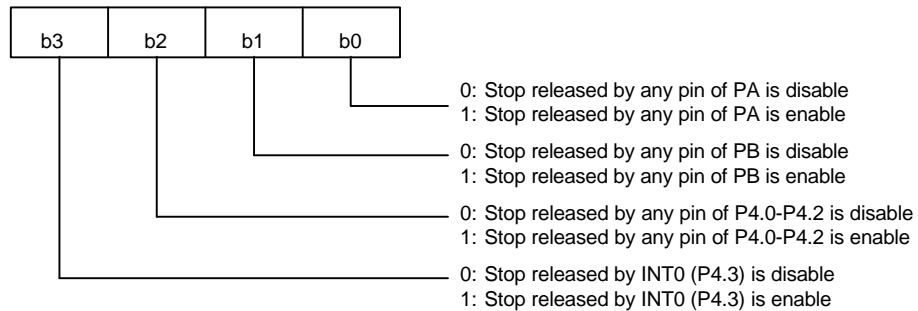 b3 b2 b1 b0
0: Stop released by any pin of PA is disable
1: Stop released by any pin of PA is enable
0: Stop released by any pin of PB is disable
1: Stop released by any pin of PB is enable
0: Stop released by any pin of P4.0-P4.2 is disable
1: Stop released by any pin of P4.0-P4.2 is enable
0: Stop released by INT0 (P4.3) is disable
1: Stop released by INT0 (P4.3) is enable